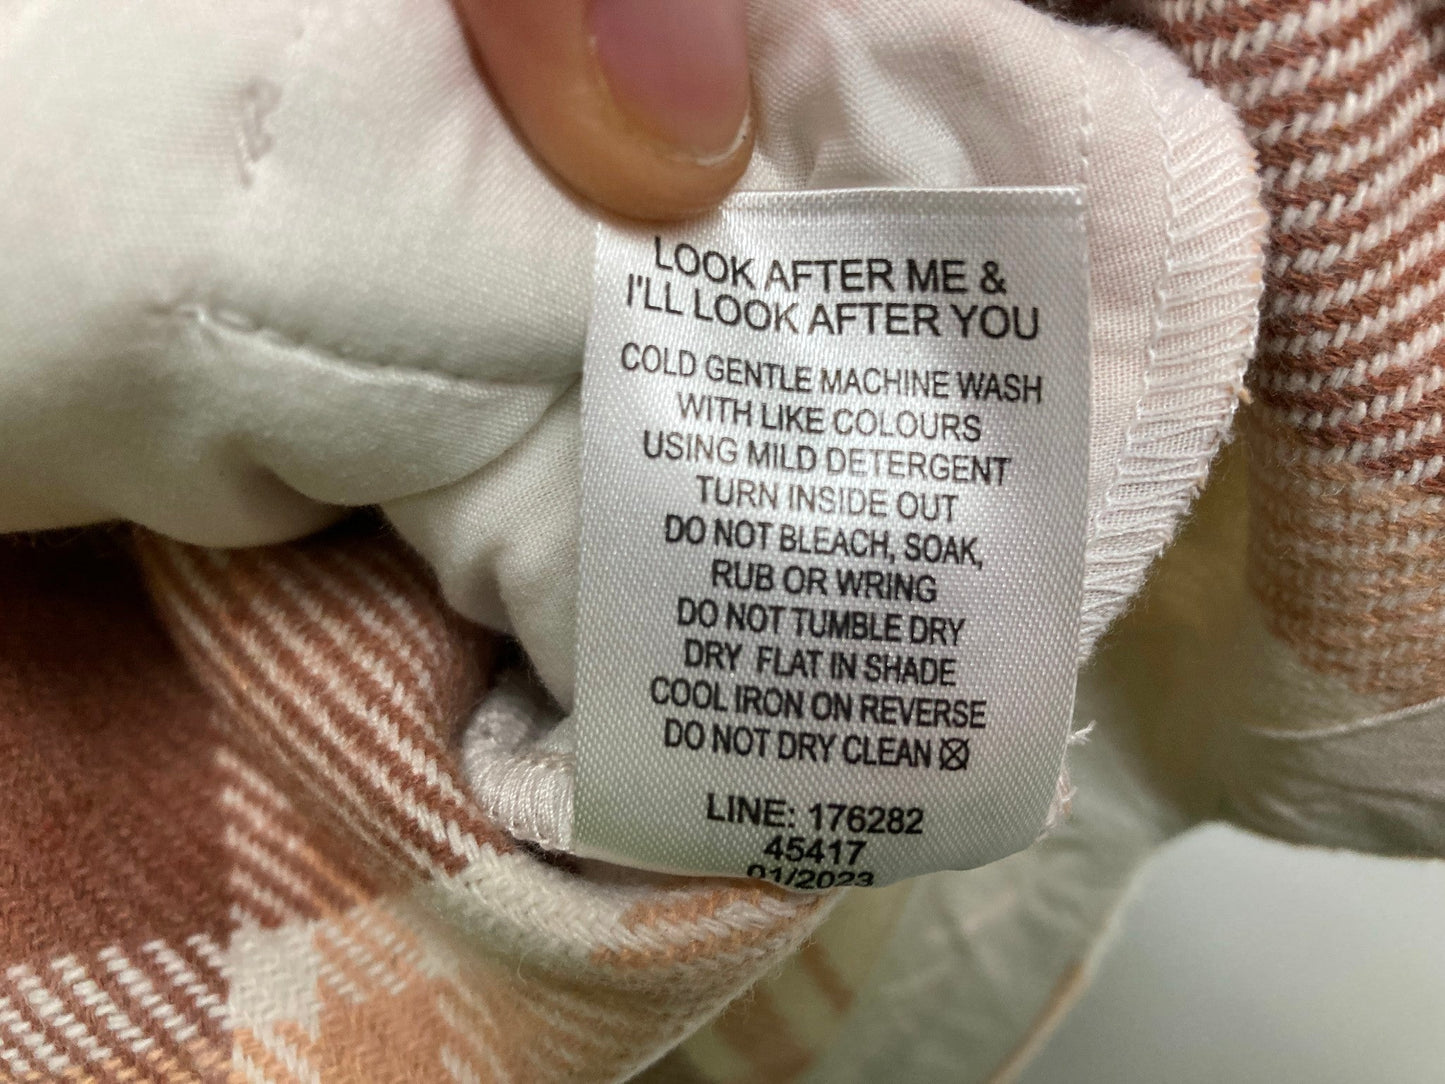 LOOK AFTER ME &
I'LL LOOK AFTER YOU
COLD GENTLE MACHINE WASH
WITH LIKE COLOURS
USING MILD DETERGENT
TURN INSIDE OUT
DO NOT BLEACH, SOAK,
RUB OR WRING
DO NOT TUMBLE DRY
DRY FLAT IN SHADE
COOL IRON ON REVERSE
DO NOT DRY CLEAN
LINE: 176282
45417
01/2023